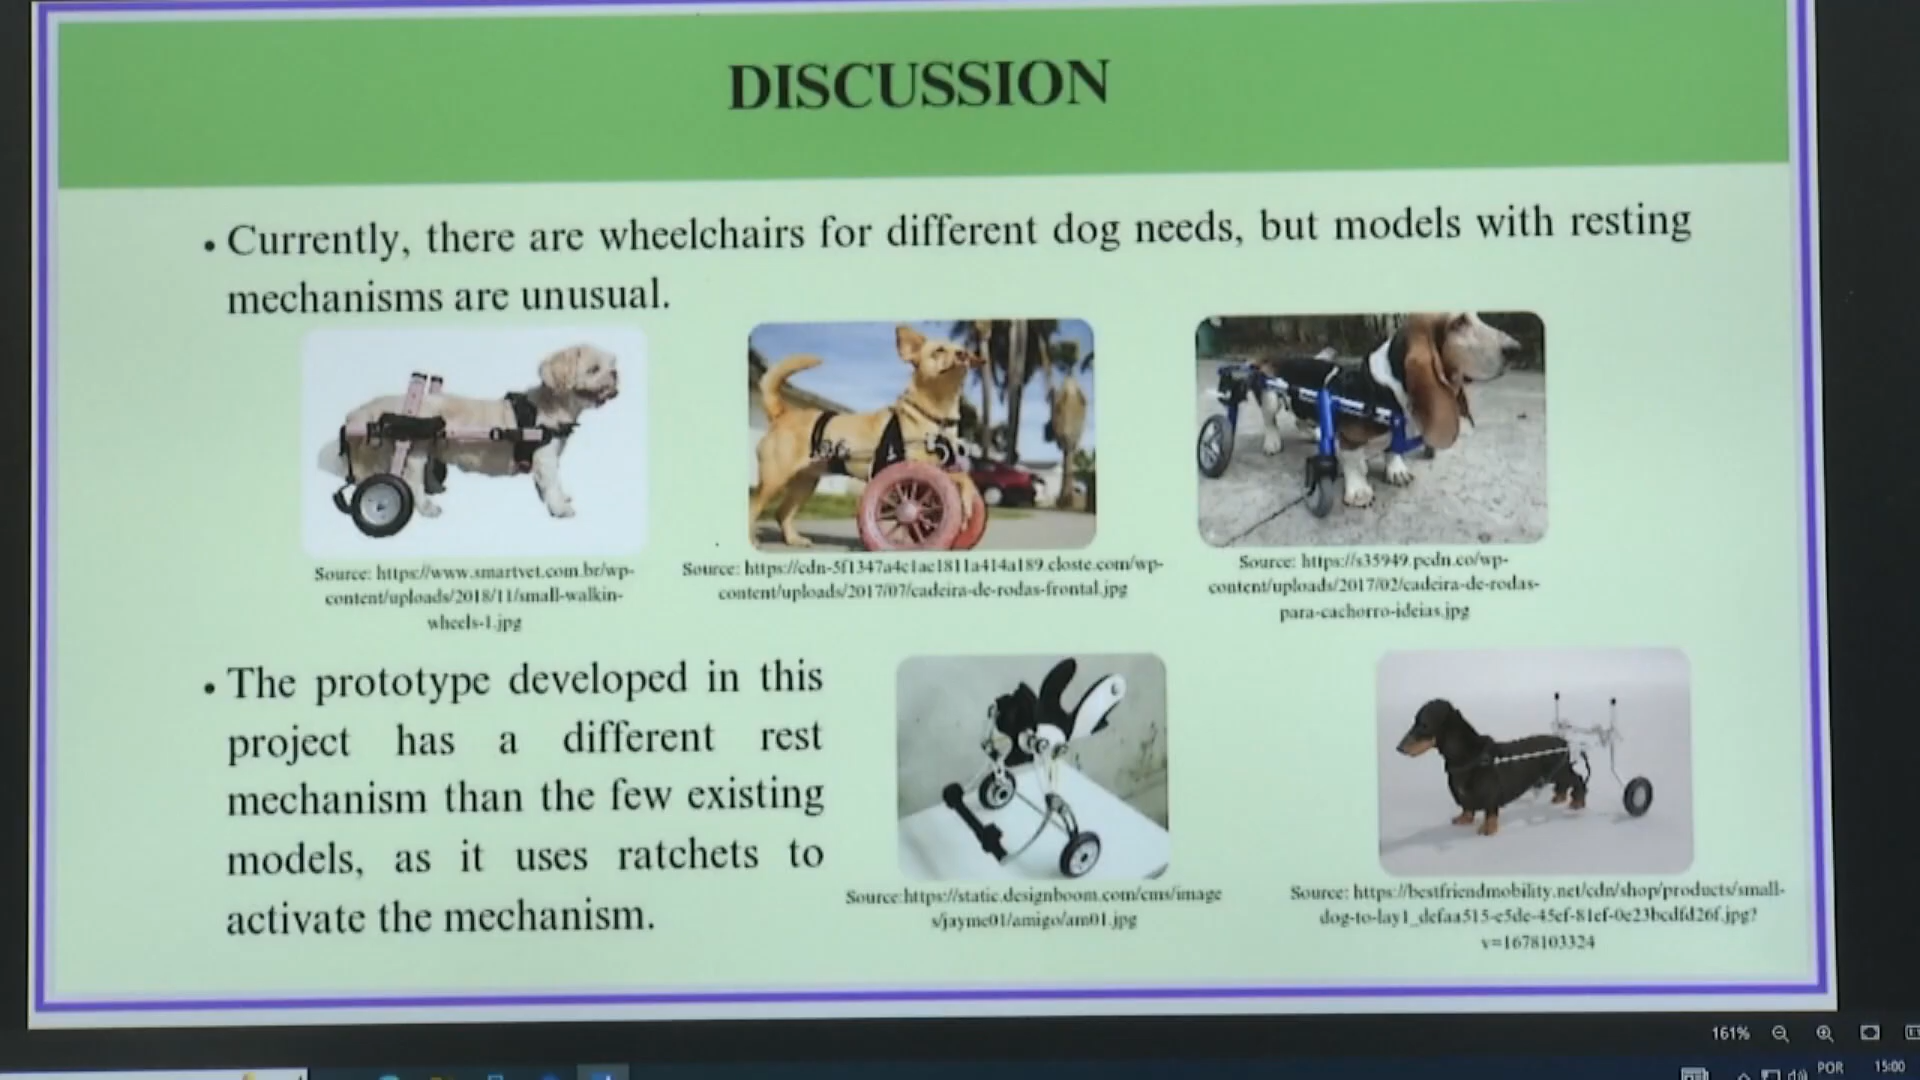 DISCUSSION
• Currently, there are wheelchairs for different dog needs, but models with resting
mechanisms are unusual.
Source: https://www.smartvet.com.br/wp-
content/uploads/2018/11/small-walkin-
wheels-1.jpg
Source: https://cdn-5f1347a4c1ac1811a414a189.closte.com/wp-
content/uploads/2017/07/cadeira-de-rodas-frontal.jpg
Source: https://s35949.pcdn.co/wp-
content/uploads/2017/02/cadeira-de-rodas-
para-cachorro-ideias.jpg
• The prototype developed in this
project has a different rest
mechanism than the few existing
models, as it uses ratchets to
activate the mechanism.
Source:https://static.designboom.com/cms/image
s/jayme01/amigo/am01.jpg
Source: https://bestfriendmobility.net/cdn/shop/products/small-
dog-to-lay1_defaa515-e5de-45cf-81ef-0e23bcdfd26f.jpg?
v=1678103324
161%
POR
15:00